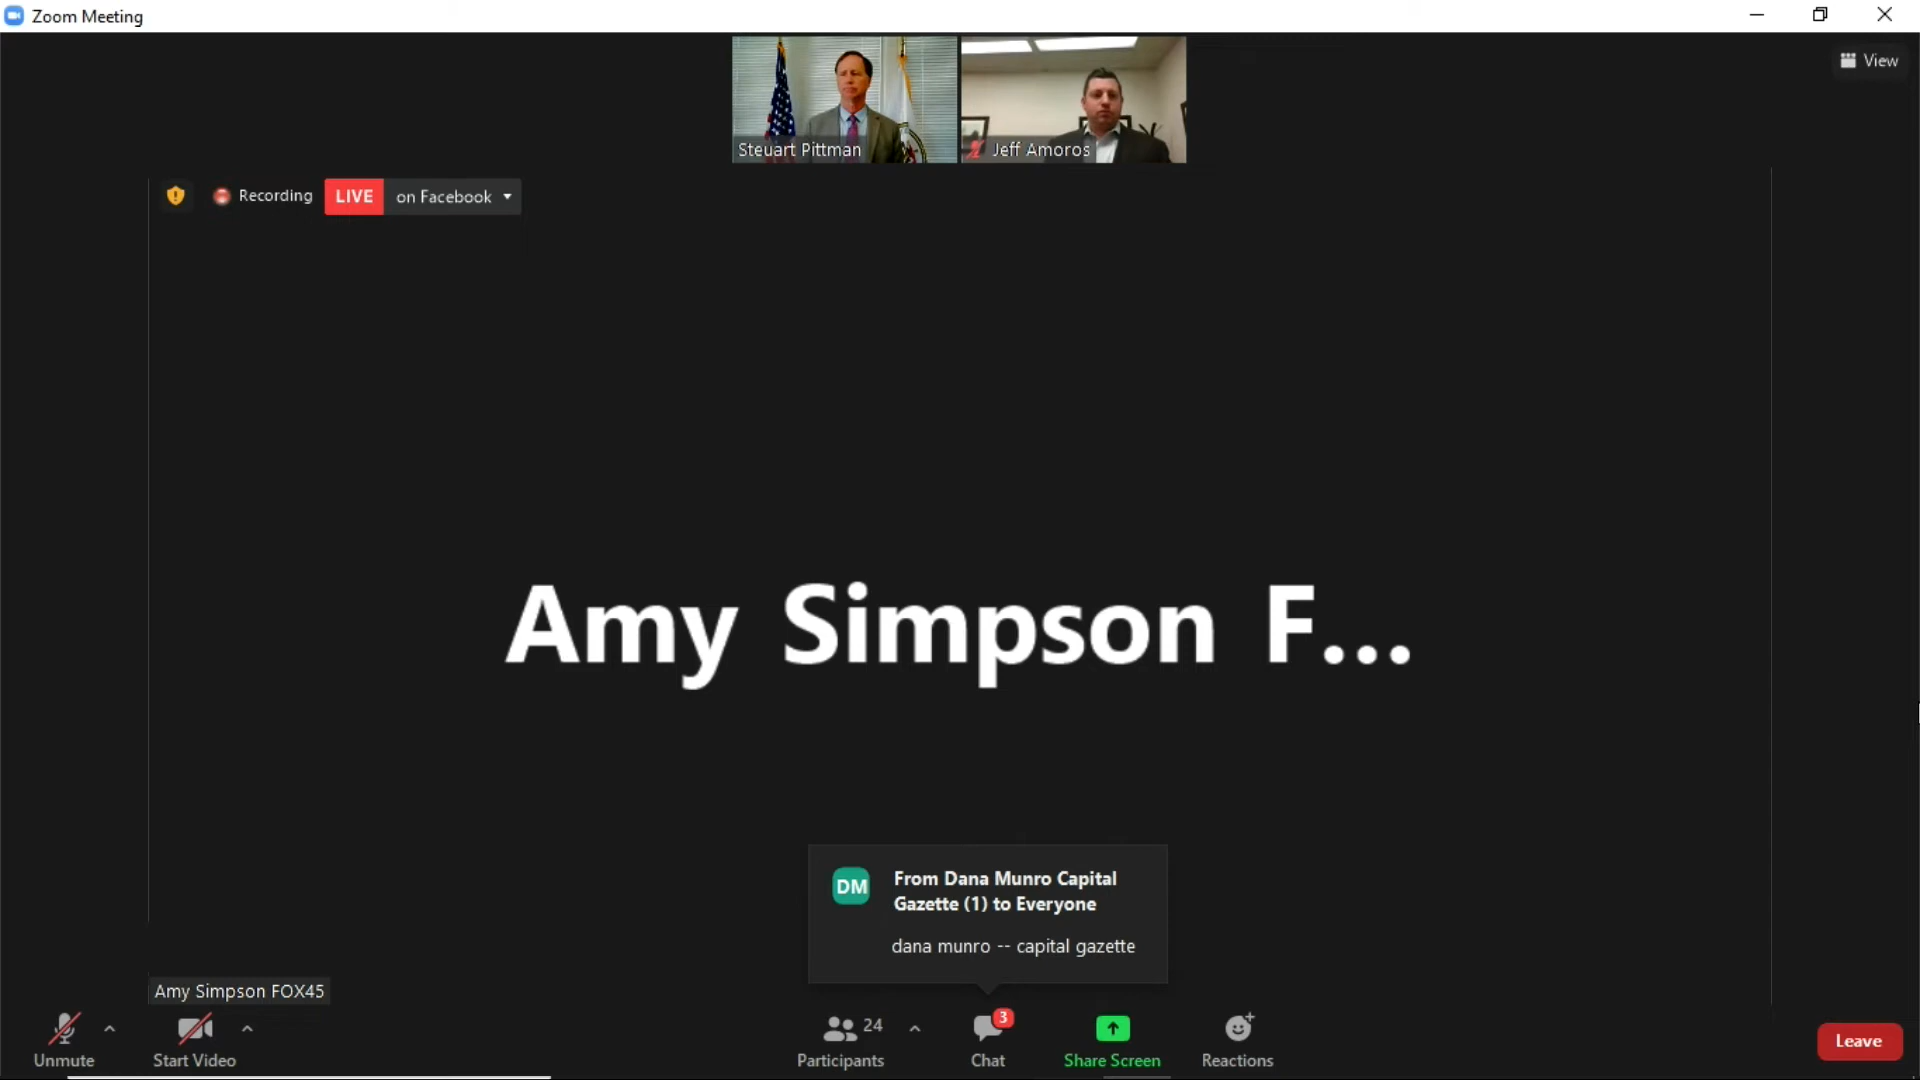 Zoom Meeting
View
Steuart Pittman
Jeff Amoros
Recording
LIVE on Facebook
Amy Simpson F...
DM
From Dana Munro Capital
Gazette (1) to Everyone
dana munro -- capital gazette
Amy Simpson FOX45
24
3
Unmute
Start Video
Participants
Chat
Share Screen
Reactions
Leave